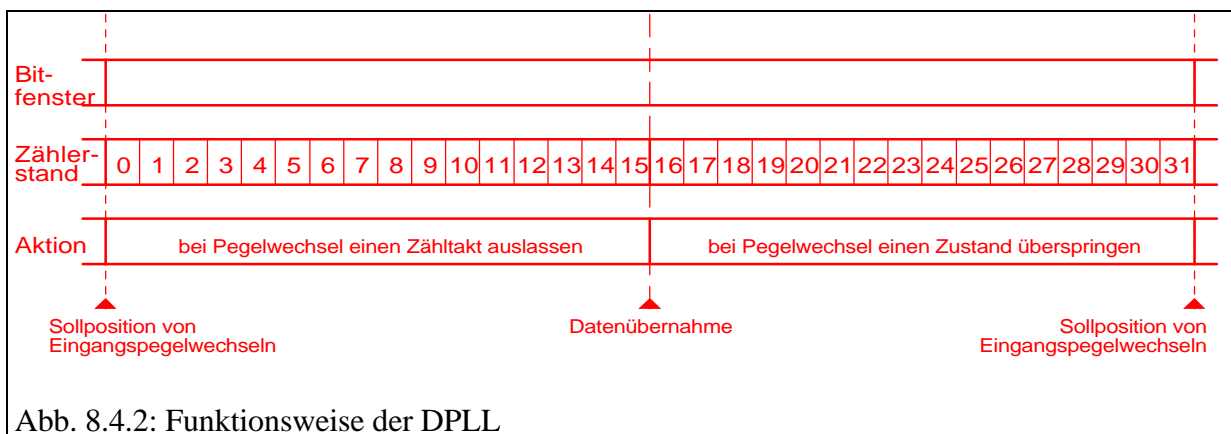 Bit-
fenster
Zähler-
stand
0 1 2 3 4 5 6 7 8 9 10 11 12 13 14 15 16 17 18 19 20 21 22 23 24 25 26 27 28 29 30 31
Aktion
bei Pegelwechsel einen Zähltakt auslassen
bei Pegelwechsel einen Zustand überspringen
Sollposition von
Eingangspegelwechseln
Datenübernahme
Sollposition von
Eingangspegelwechseln
Abb. 8.4.2: Funktionsweise der DPLL